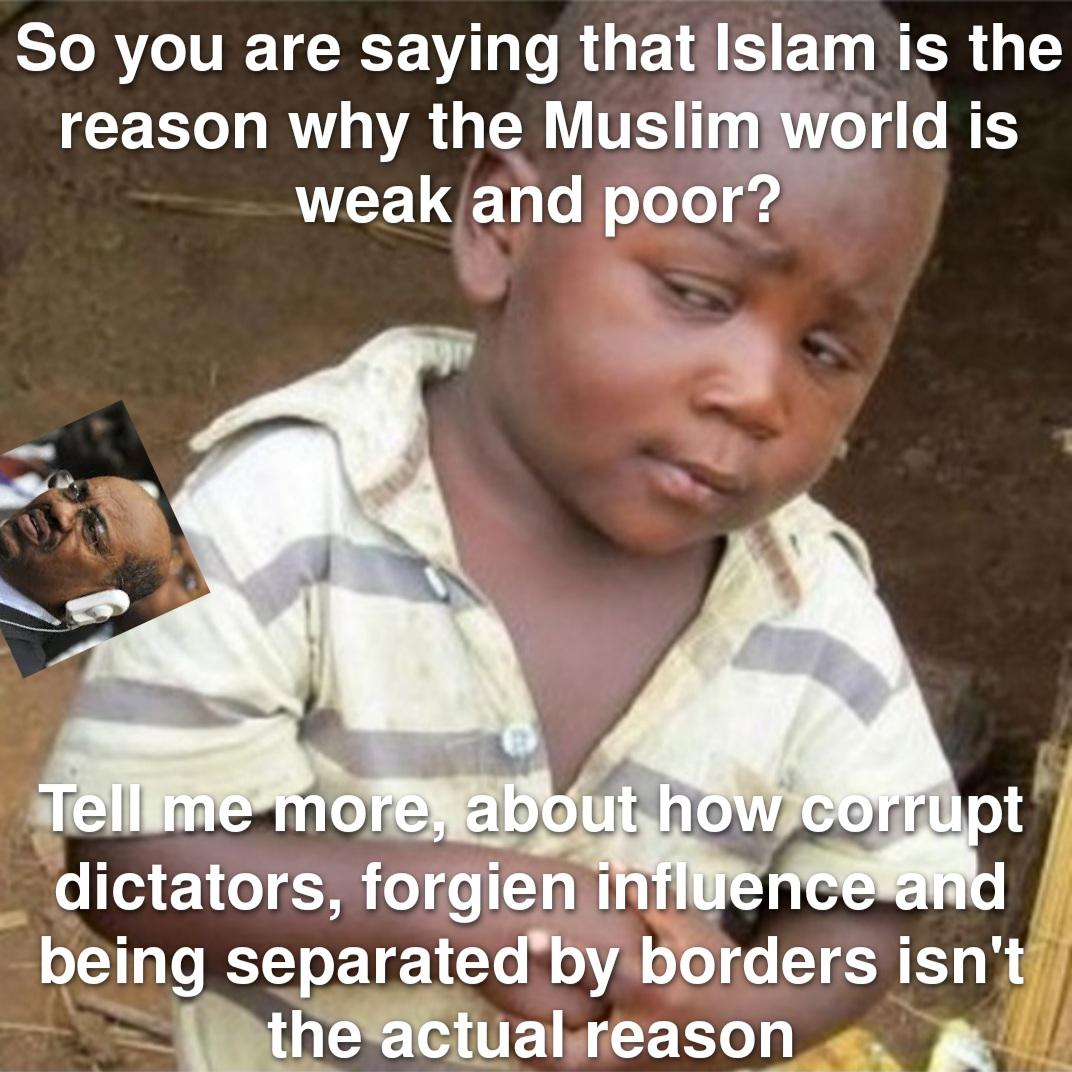 So you are saying that Islam is the
reason why the Muslim world is
weak and poor?
Tell me more, about how corrupt
dictators, forgien influence and
being separated by borders isn't
the actual reason